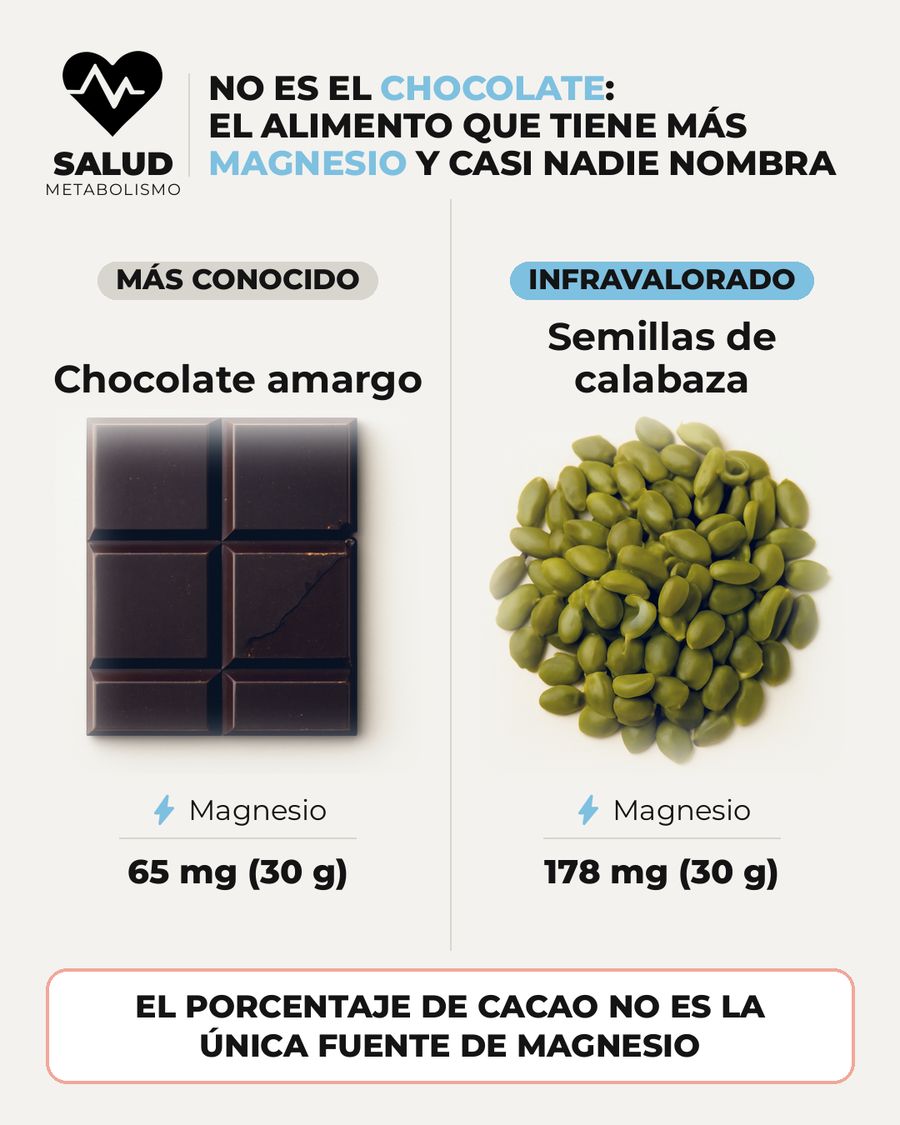 SALUD
METABOLISMO
NO ES EL CHOCOLATE:
EL ALIMENTO QUE TIENE MÁS
MAGNESIO Y CASI NADIE NOMBRA
MÁS CONOCIDO
Chocolate amargo
Magnesio
65 mg (30 g)
INFRAVALORADO
Semillas de
calabaza
Magnesio
178 mg (30 g)
EL PORCENTAJE DE CACAO NO ES LA
ÚNICA FUENTE DE MAGNESIO